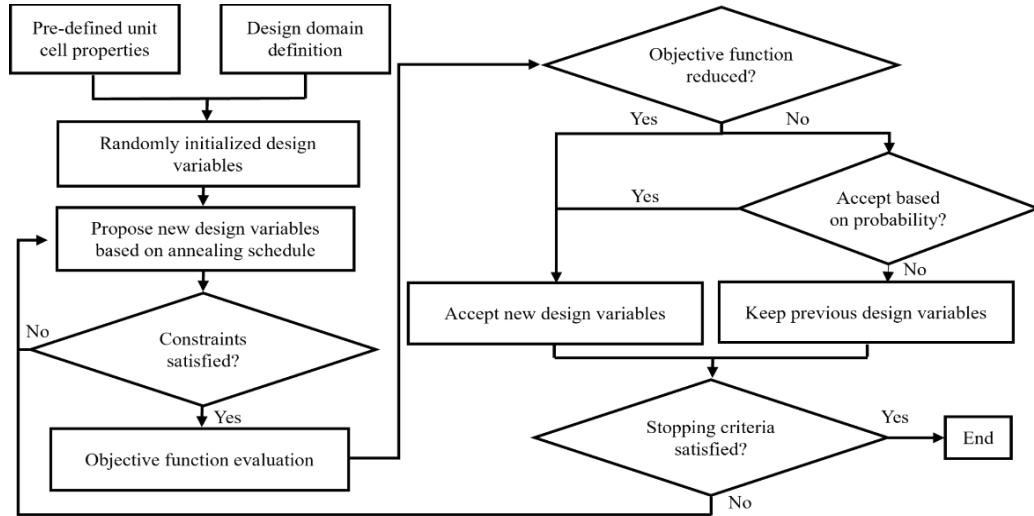 Pre-defined unit
cell properties
Design domain
definition
Randomly initialized design
variables
Propose new design variables
based on annealing schedule
No
Constraints
satisfied?
Yes
Objective function evaluation
Objective function
reduced?
Yes
No
Yes
Accept based
on probability?
No
Accept new design variables
Keep previous design variables
Stopping criteria
satisfied?
Yes
End
No